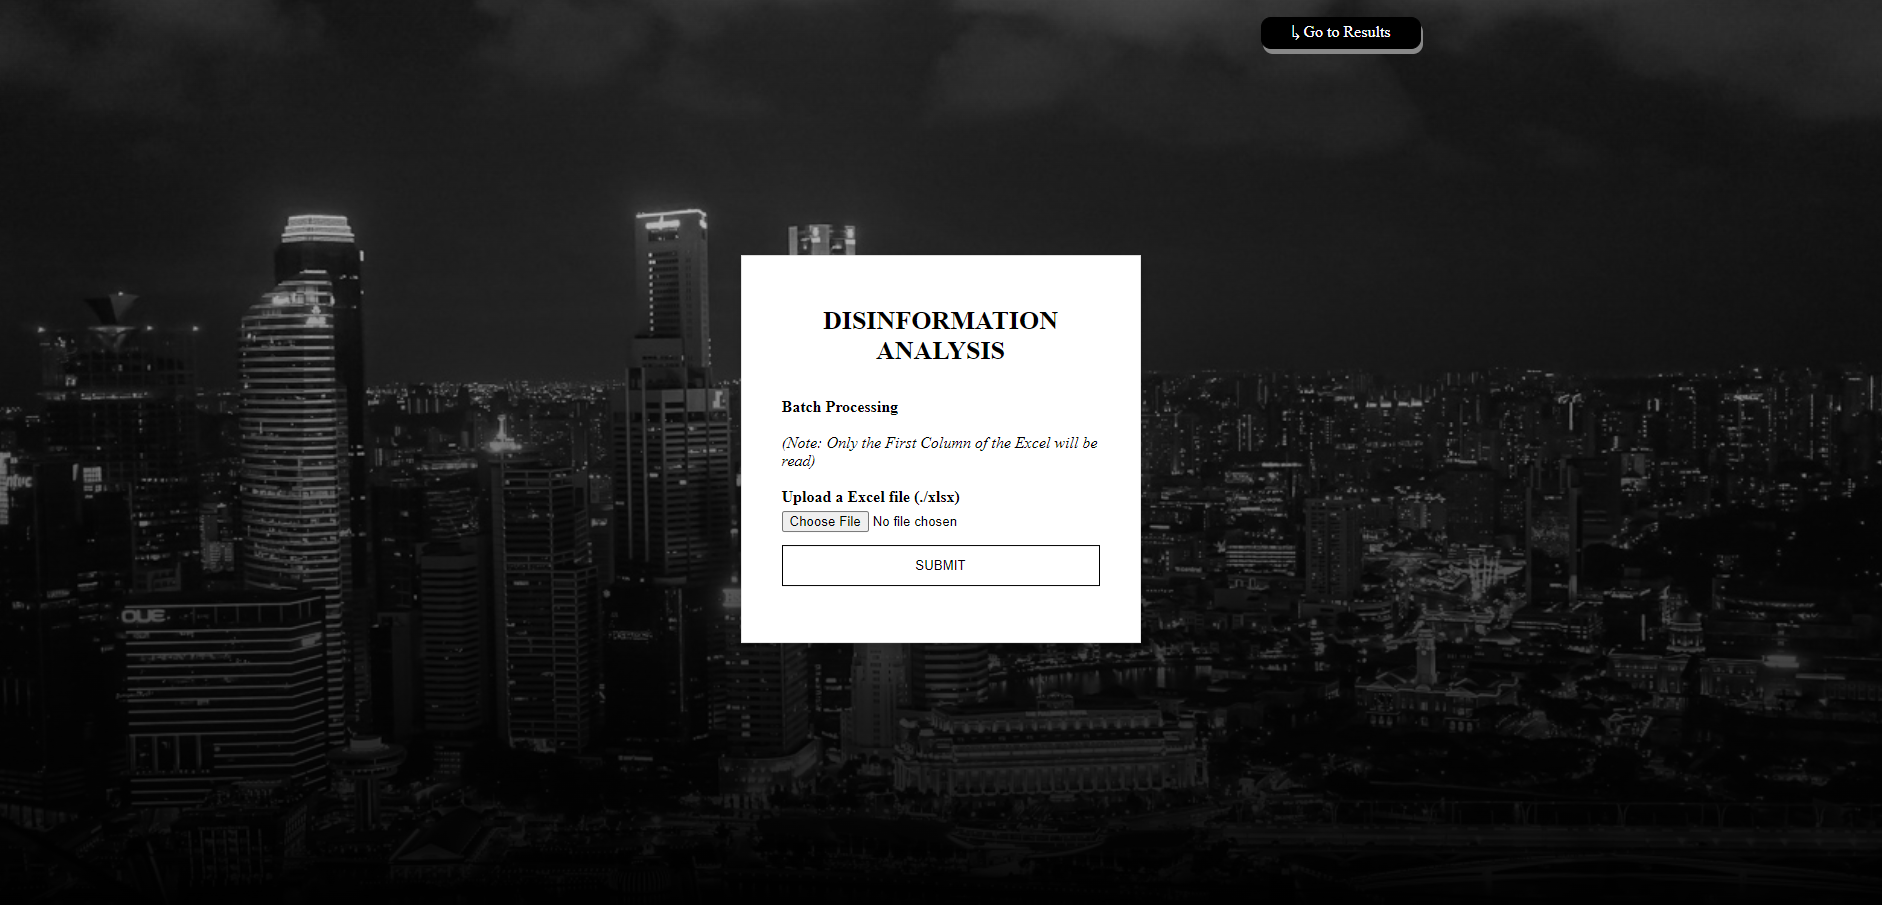 ↳ Go to Results
DISINFORMATION
ANALYSIS
Batch Processing
(Note: Only the First Column of the Excel will be
read)
Upload a Excel file (./xlsx)
Choose File No file chosen
SUBMIT
OUE